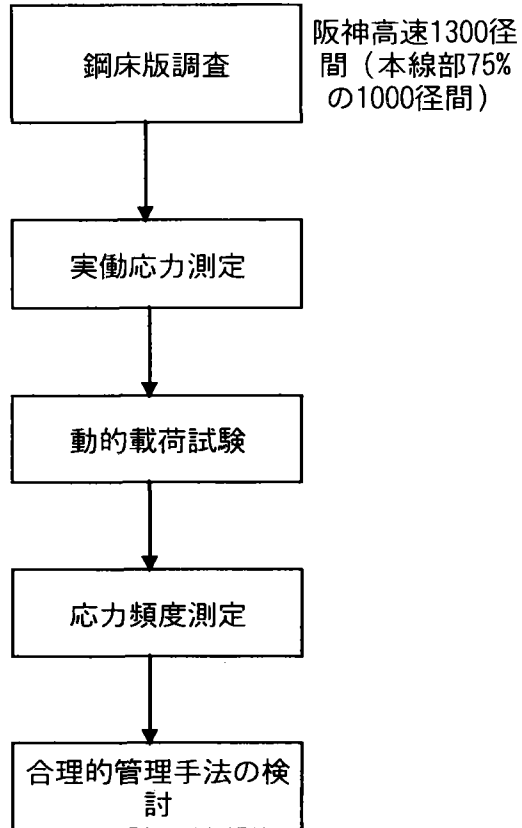 鋼床版調査
阪神高速1300径
間（本線部75%
の1000径間）
実働応力測定
動的載荷試験
応力頻度測定
合理的管理手法の検
討